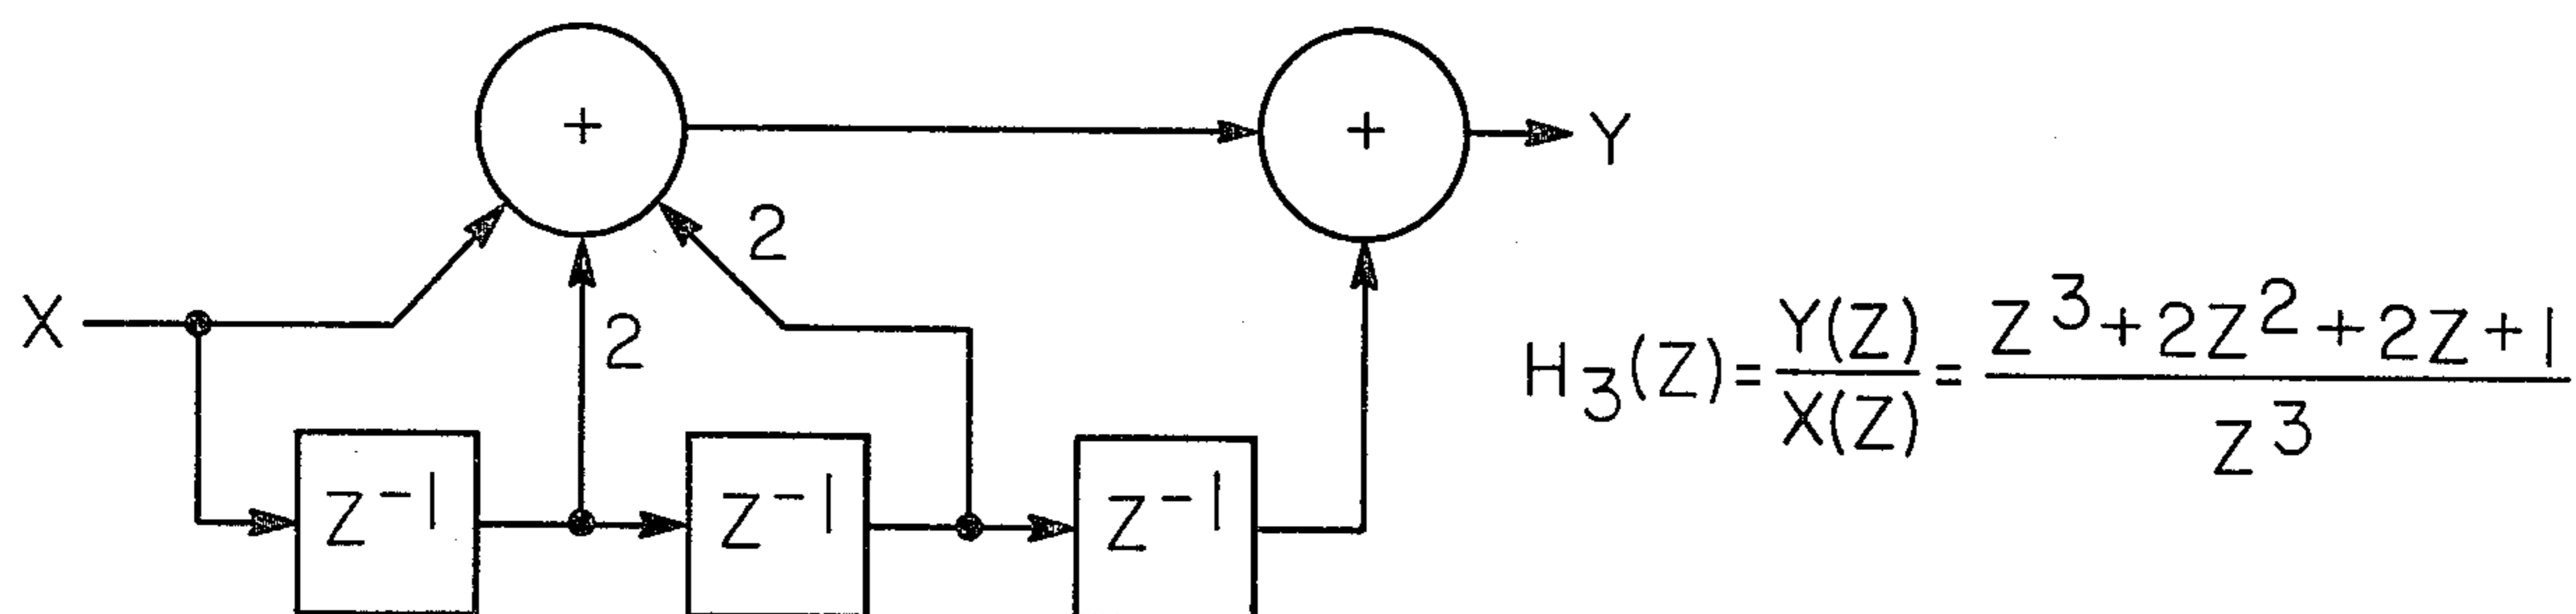 +
+
Y
2
2
X
Z⁻¹
Z⁻¹
Z⁻¹
H₃(Z) = Y(Z)/X(Z) = (Z³+2Z²+2Z+1)/Z³